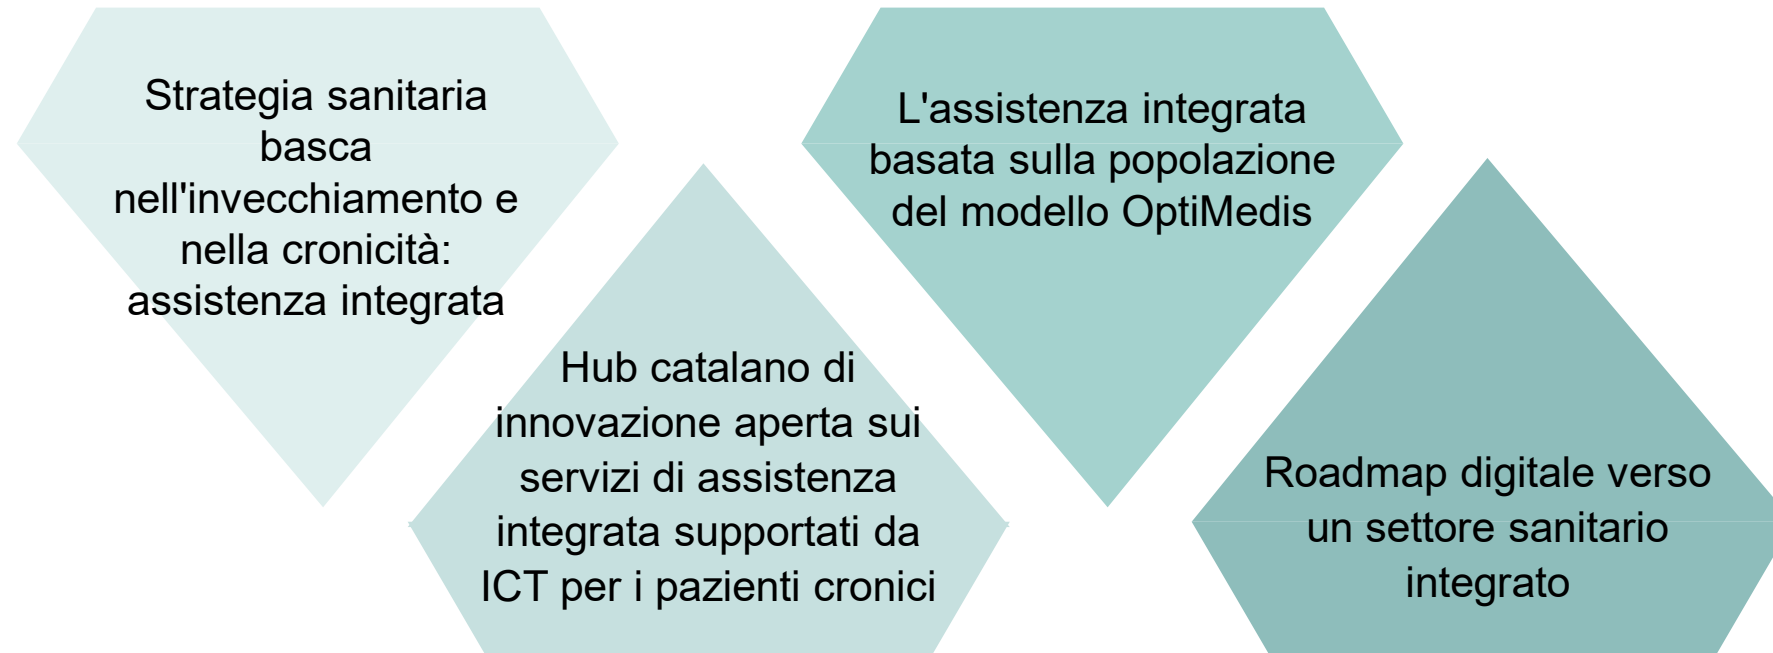 Strategia sanitaria
basca
nell'invecchiamento e
nella cronicità:
assistenza integrata
Hub catalano di
innovazione aperta sui
servizi di assistenza
integrata supportati da
ICT per i pazienti cronici
L'assistenza integrata
basata sulla popolazione
del modello OptiMedis
Roadmap digitale verso
un settore sanitario
integrato